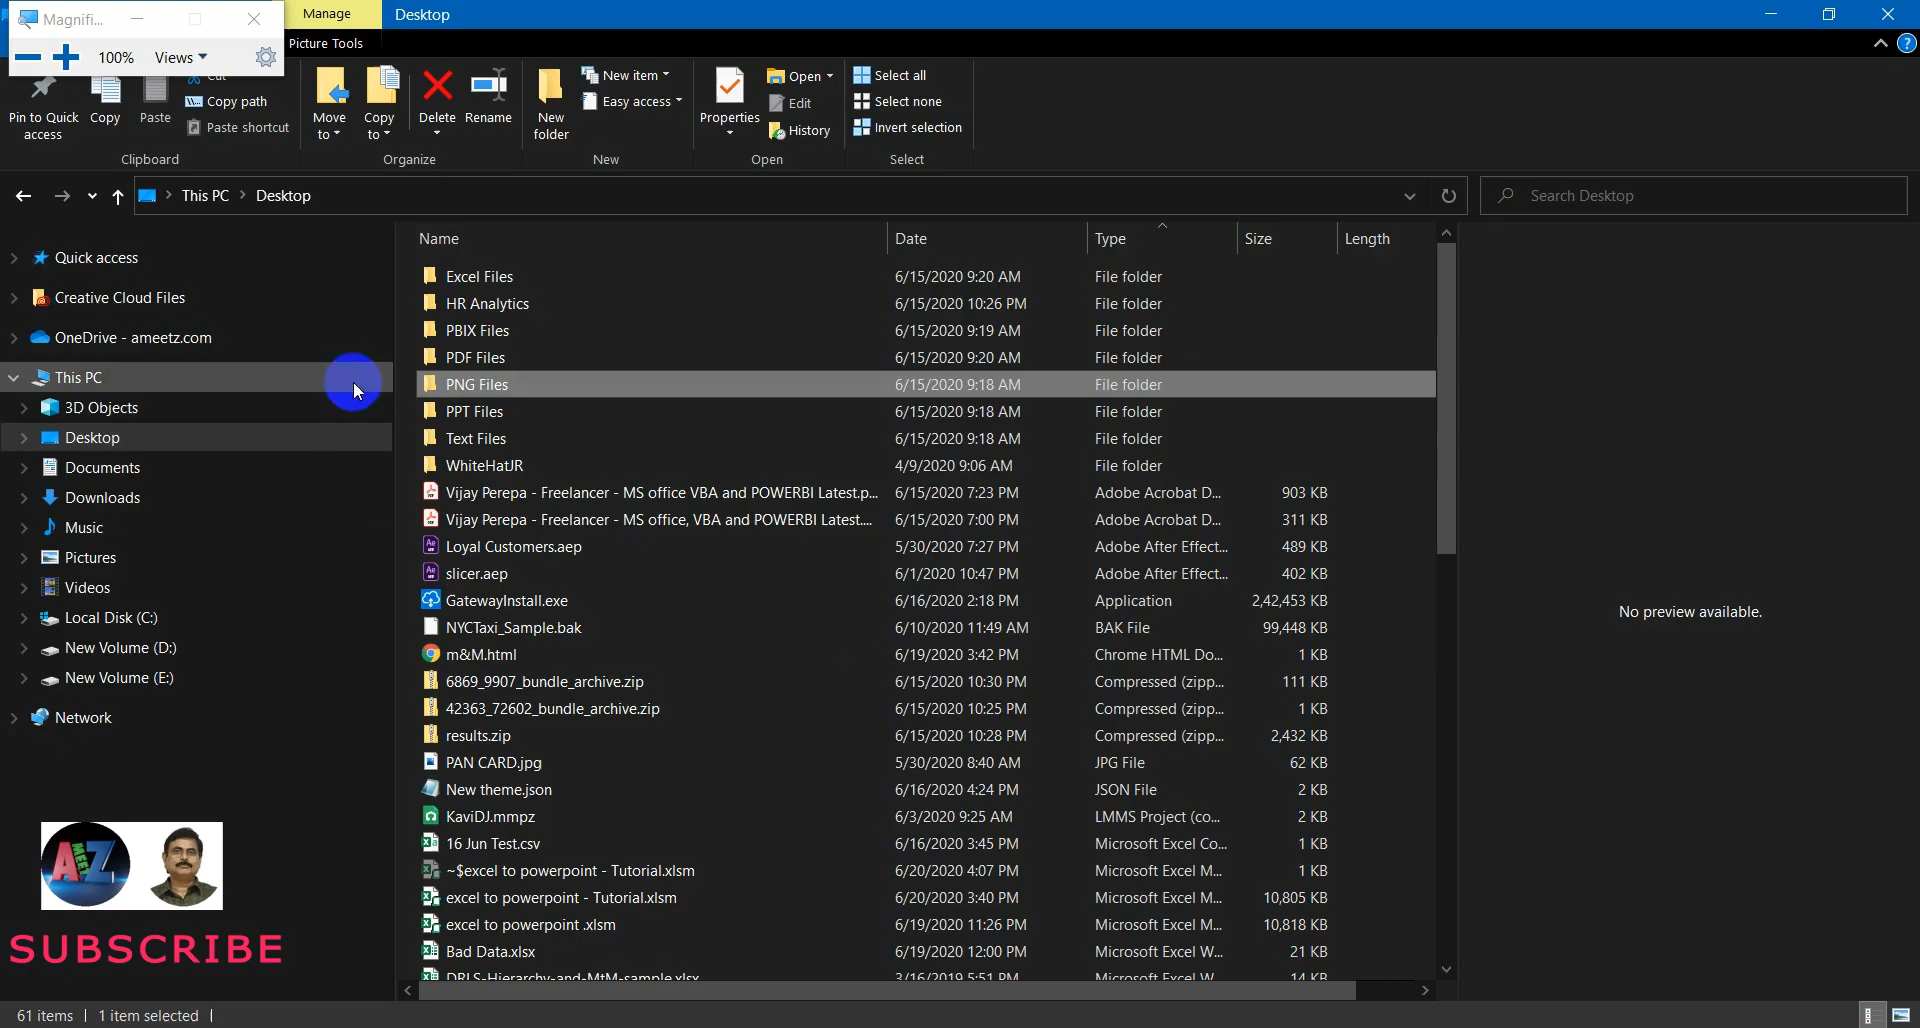 Magnifi...
Manage
Desktop
100%
Views
Picture Tools
Pin to Quick access
Copy
Paste
Cut
Copy path
Paste shortcut
Clipboard
Move to
Copy to
Delete
Rename
Organize
New folder
New item
Easy access
New
Properties
Open
Edit
History
Open
Select all
Select none
Invert selection
Select
This PC > Desktop
Search Desktop
Quick access
Creative Cloud Files
OneDrive - ameetz.com
This PC
3D Objects
Desktop
Documents
Downloads
Music
Pictures
Videos
Local Disk (C:)
New Volume (D:)
New Volume (E:)
Network
Name Date Type Size Length
Excel Files 6/15/2020 9:20 AM File folder
HR Analytics 6/15/2020 10:26 PM File folder
PBIX Files 6/15/2020 9:19 AM File folder
PDF Files 6/15/2020 9:20 AM File folder
PNG Files 6/15/2020 9:18 AM File folder
PPT Files 6/15/2020 9:18 AM File folder
Text Files 6/15/2020 9:18 AM File folder
WhiteHatJR 4/9/2020 9:06 AM File folder
Vijay Perepa - Freelancer - MS office VBA and POWERBI Latest.p... 6/15/2020 7:23 PM Adobe Acrobat D... 903 KB
Vijay Perepa - Freelancer - MS office, VBA and POWERBI Latest.... 6/15/2020 7:00 PM Adobe Acrobat D... 311 KB
Loyal Customers.aep 5/30/2020 7:27 PM Adobe After Effect... 489 KB
slicer.aep 6/1/2020 10:47 PM Adobe After Effect... 402 KB
GatewayInstall.exe 6/16/2020 2:18 PM Application 2,42,453 KB
NYCTaxi_Sample.bak 6/10/2020 11:49 AM BAK File 99,448 KB
m&M.html 6/19/2020 3:42 PM Chrome HTML Do... 1 KB
6869_9907_bundle_archive.zip 6/15/2020 10:30 PM Compressed (zipp... 111 KB
42363_72602_bundle_archive.zip 6/15/2020 10:25 PM Compressed (zipp... 1 KB
results.zip 6/15/2020 10:28 PM Compressed (zipp... 2,432 KB
PAN CARD.jpg 5/30/2020 8:40 AM JPG File 62 KB
New theme.json 6/16/2020 4:24 PM JSON File 2 KB
KaviDJ.mmpz 6/3/2020 9:25 AM LMMS Project (co... 2 KB
16 Jun Test.csv 6/16/2020 3:45 PM Microsoft Excel Co... 1 KB
~$excel to powerpoint - Tutorial.xlsm 6/20/2020 4:07 PM Microsoft Excel M... 1 KB
excel to powerpoint - Tutorial.xlsm 6/20/2020 3:40 PM Microsoft Excel M... 10,805 KB
excel to powerpoint .xlsm 6/19/2020 11:26 PM Microsoft Excel M... 10,818 KB
Bad Data.xlsx 6/19/2020 12:00 PM Microsoft Excel W... 21 KB
DRLS-Hierarchy-and-MtM-sample.xlsx 3/16/2019 5:51 PM Microsoft Excel W... 14 KB
No preview available.
A MEET Z
SUBSCRIBE
61 items
1 item selected